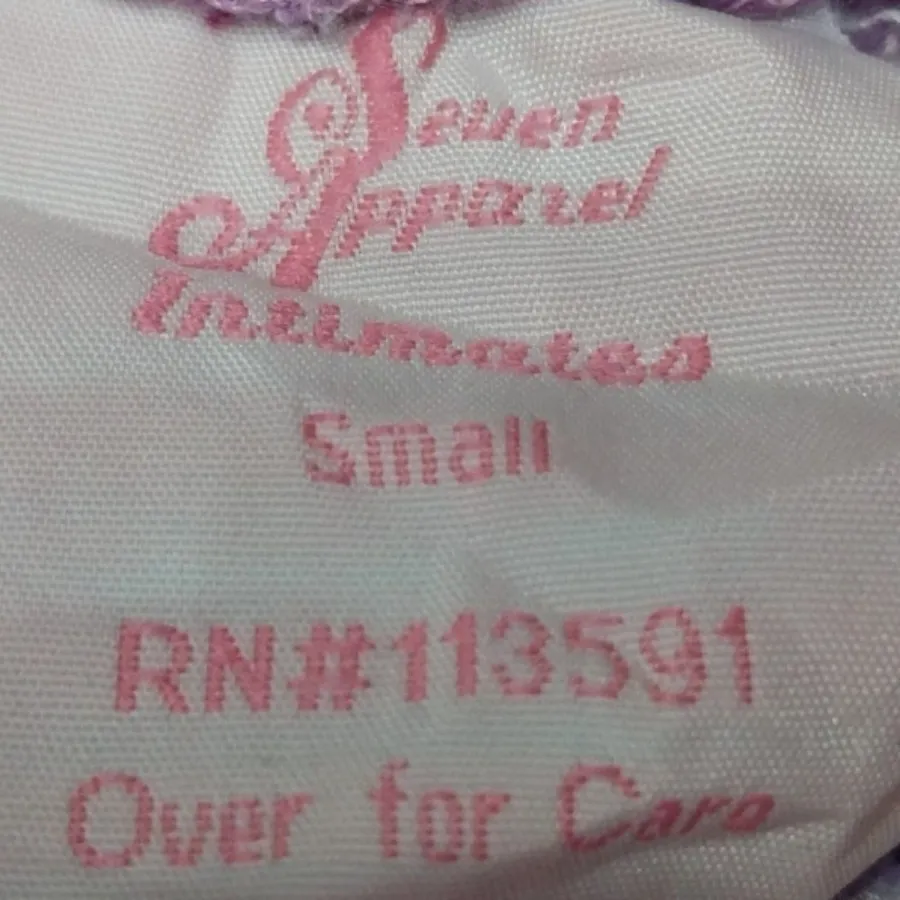 Seven
Apparel
Intimates
Small
RN#113591
Over for Care